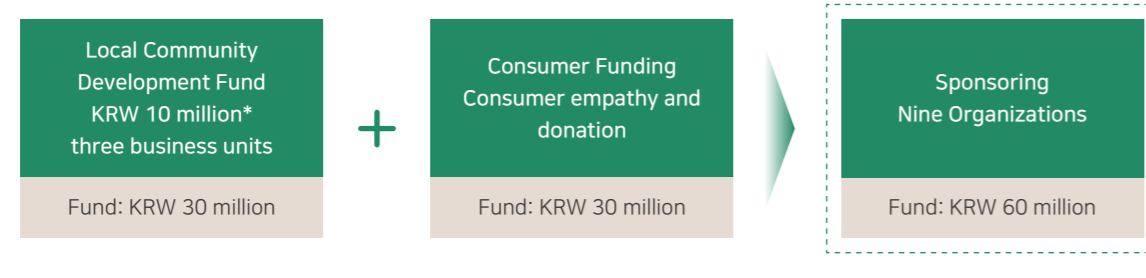 Local Community
Development Fund
KRW 10 million*
three business units
Fund: KRW 30 million
+
Consumer Funding
Consumer empathy and
donation
Fund: KRW 30 million
Sponsoring
Nine Organizations
Fund: KRW 60 million